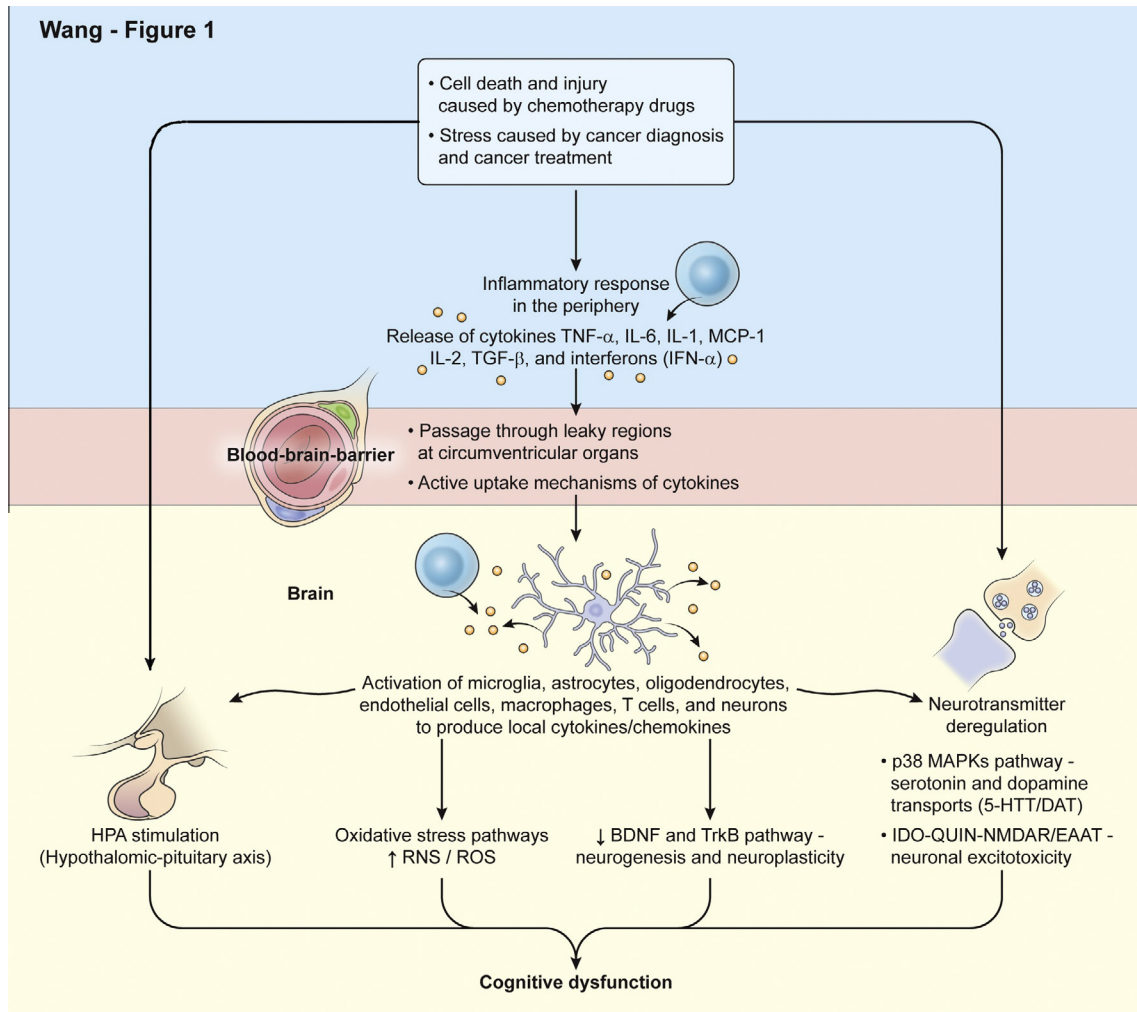 Wang - Figure 1
• Cell death and injury
caused by chemotherapy drugs
• Stress caused by cancer diagnosis
and cancer treatment
Inflammatory response
in the periphery
Release of cytokines TNF-α, IL-6, IL-1, MCP-1
IL-2, TGF-β, and interferons (IFN-α)
Blood-brain-barrier
• Passage through leaky regions
at circumventricular organs
• Active uptake mechanisms of cytokines
Brain
Activation of microglia, astrocytes, oligodendrocytes,
endothelial cells, macrophages, T cells, and neurons
to produce local cytokines/chemokines
Neurotransmitter
deregulation
• p38 MAPKs pathway -
serotonin and dopamine
transports (5-HTT/DAT)
• IDO-QUIN-NMDAR/EAAT -
neuronal excitotoxicity
HPA stimulation
(Hypothalomic-pituitary axis)
Oxidative stress pathways
↑ RNS / ROS
↓ BDNF and TrkB pathway -
neurogenesis and neuroplasticity
Cognitive dysfunction